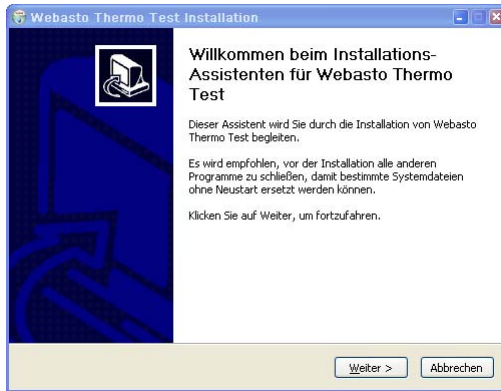 Webasto Thermo Test Installation
Willkommen beim Installations-
Assistenten für Webasto Thermo
Test
Dieser Assistent wird Sie durch die Installation von Webasto
Thermo Test begleiten.
Es wird empfohlen, vor der Installation alle anderen
Programme zu schließen, damit bestimmte Systemdateien
ohne Neustart ersetzt werden können.
Klicken Sie auf Weiter, um fortzufahren.
Weiter >
Abbrechen